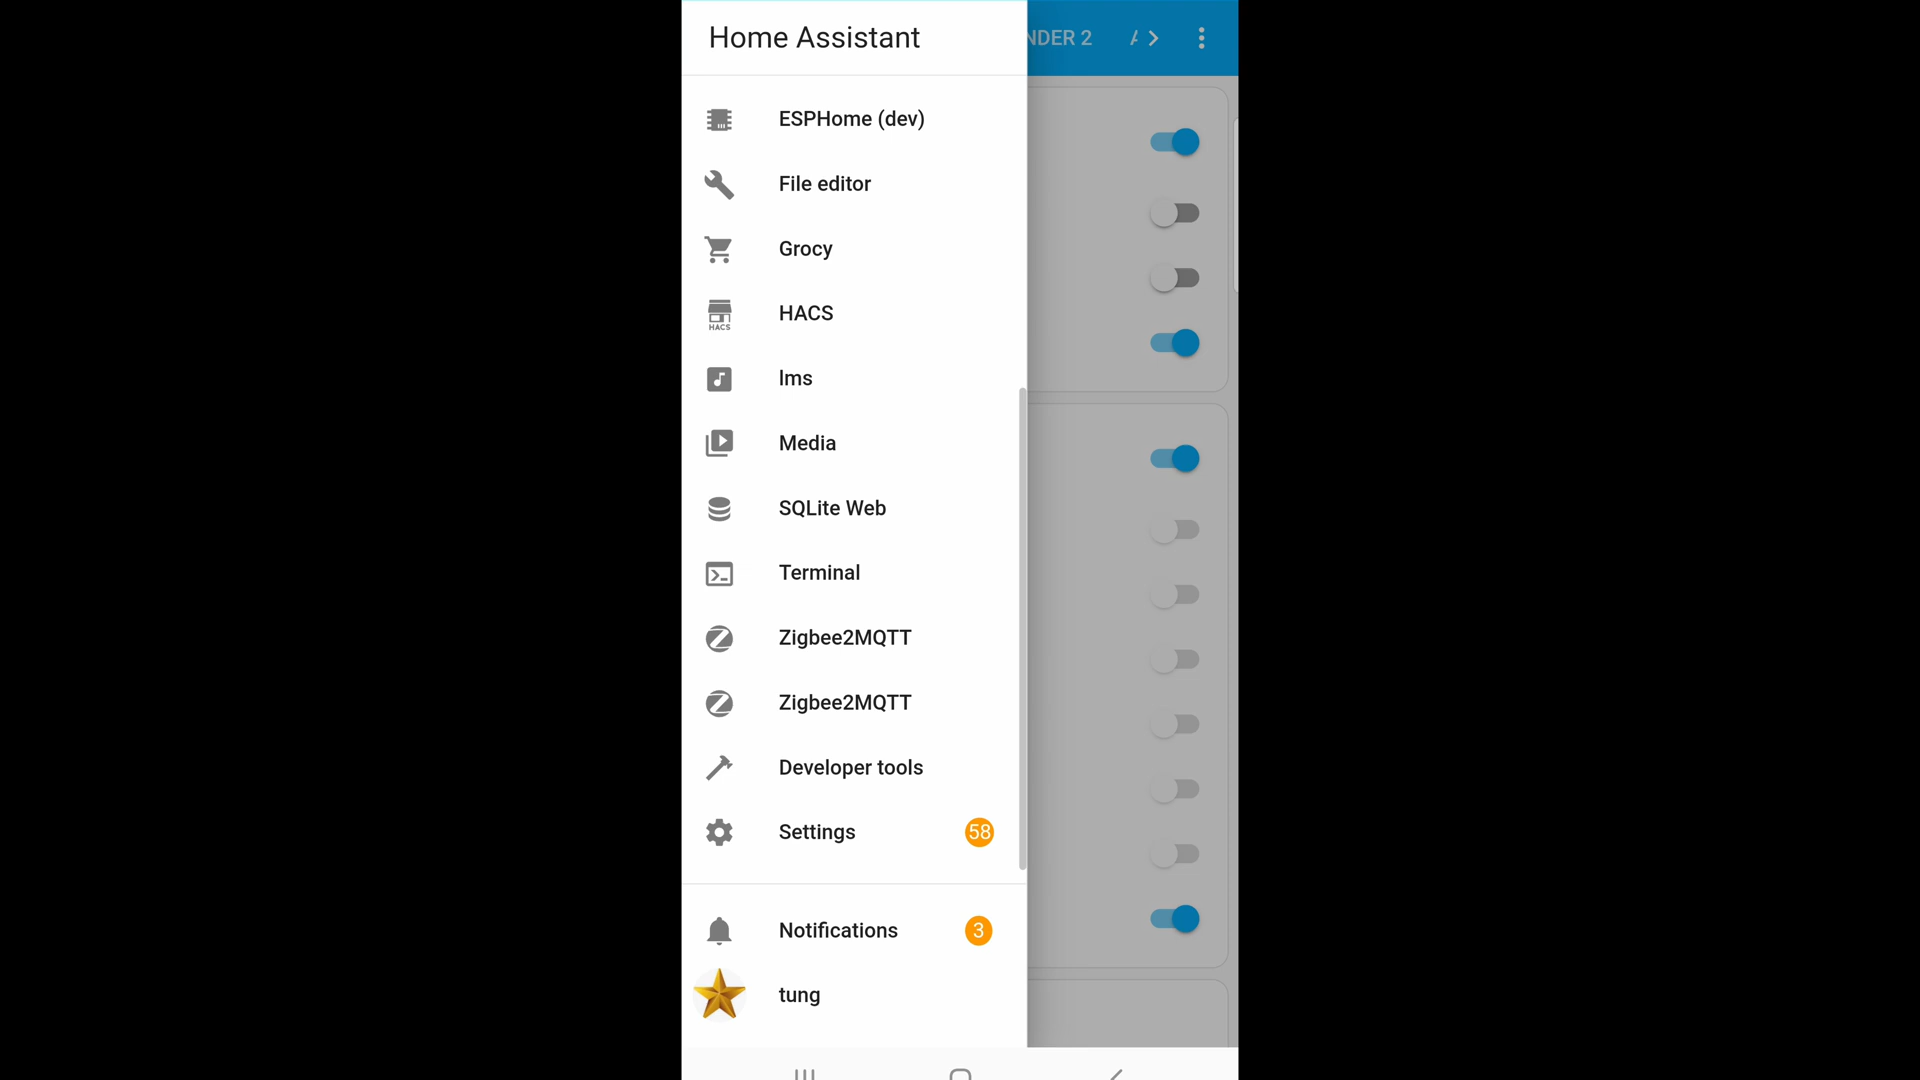 Home Assistant
NDER 2
ESPHome (dev)
File editor
Grocy
HACS
HACS
lms
Media
SQLite Web
Terminal
Zigbee2MQTT
Zigbee2MQTT
Developer tools
Settings 58
Notifications 3
tung